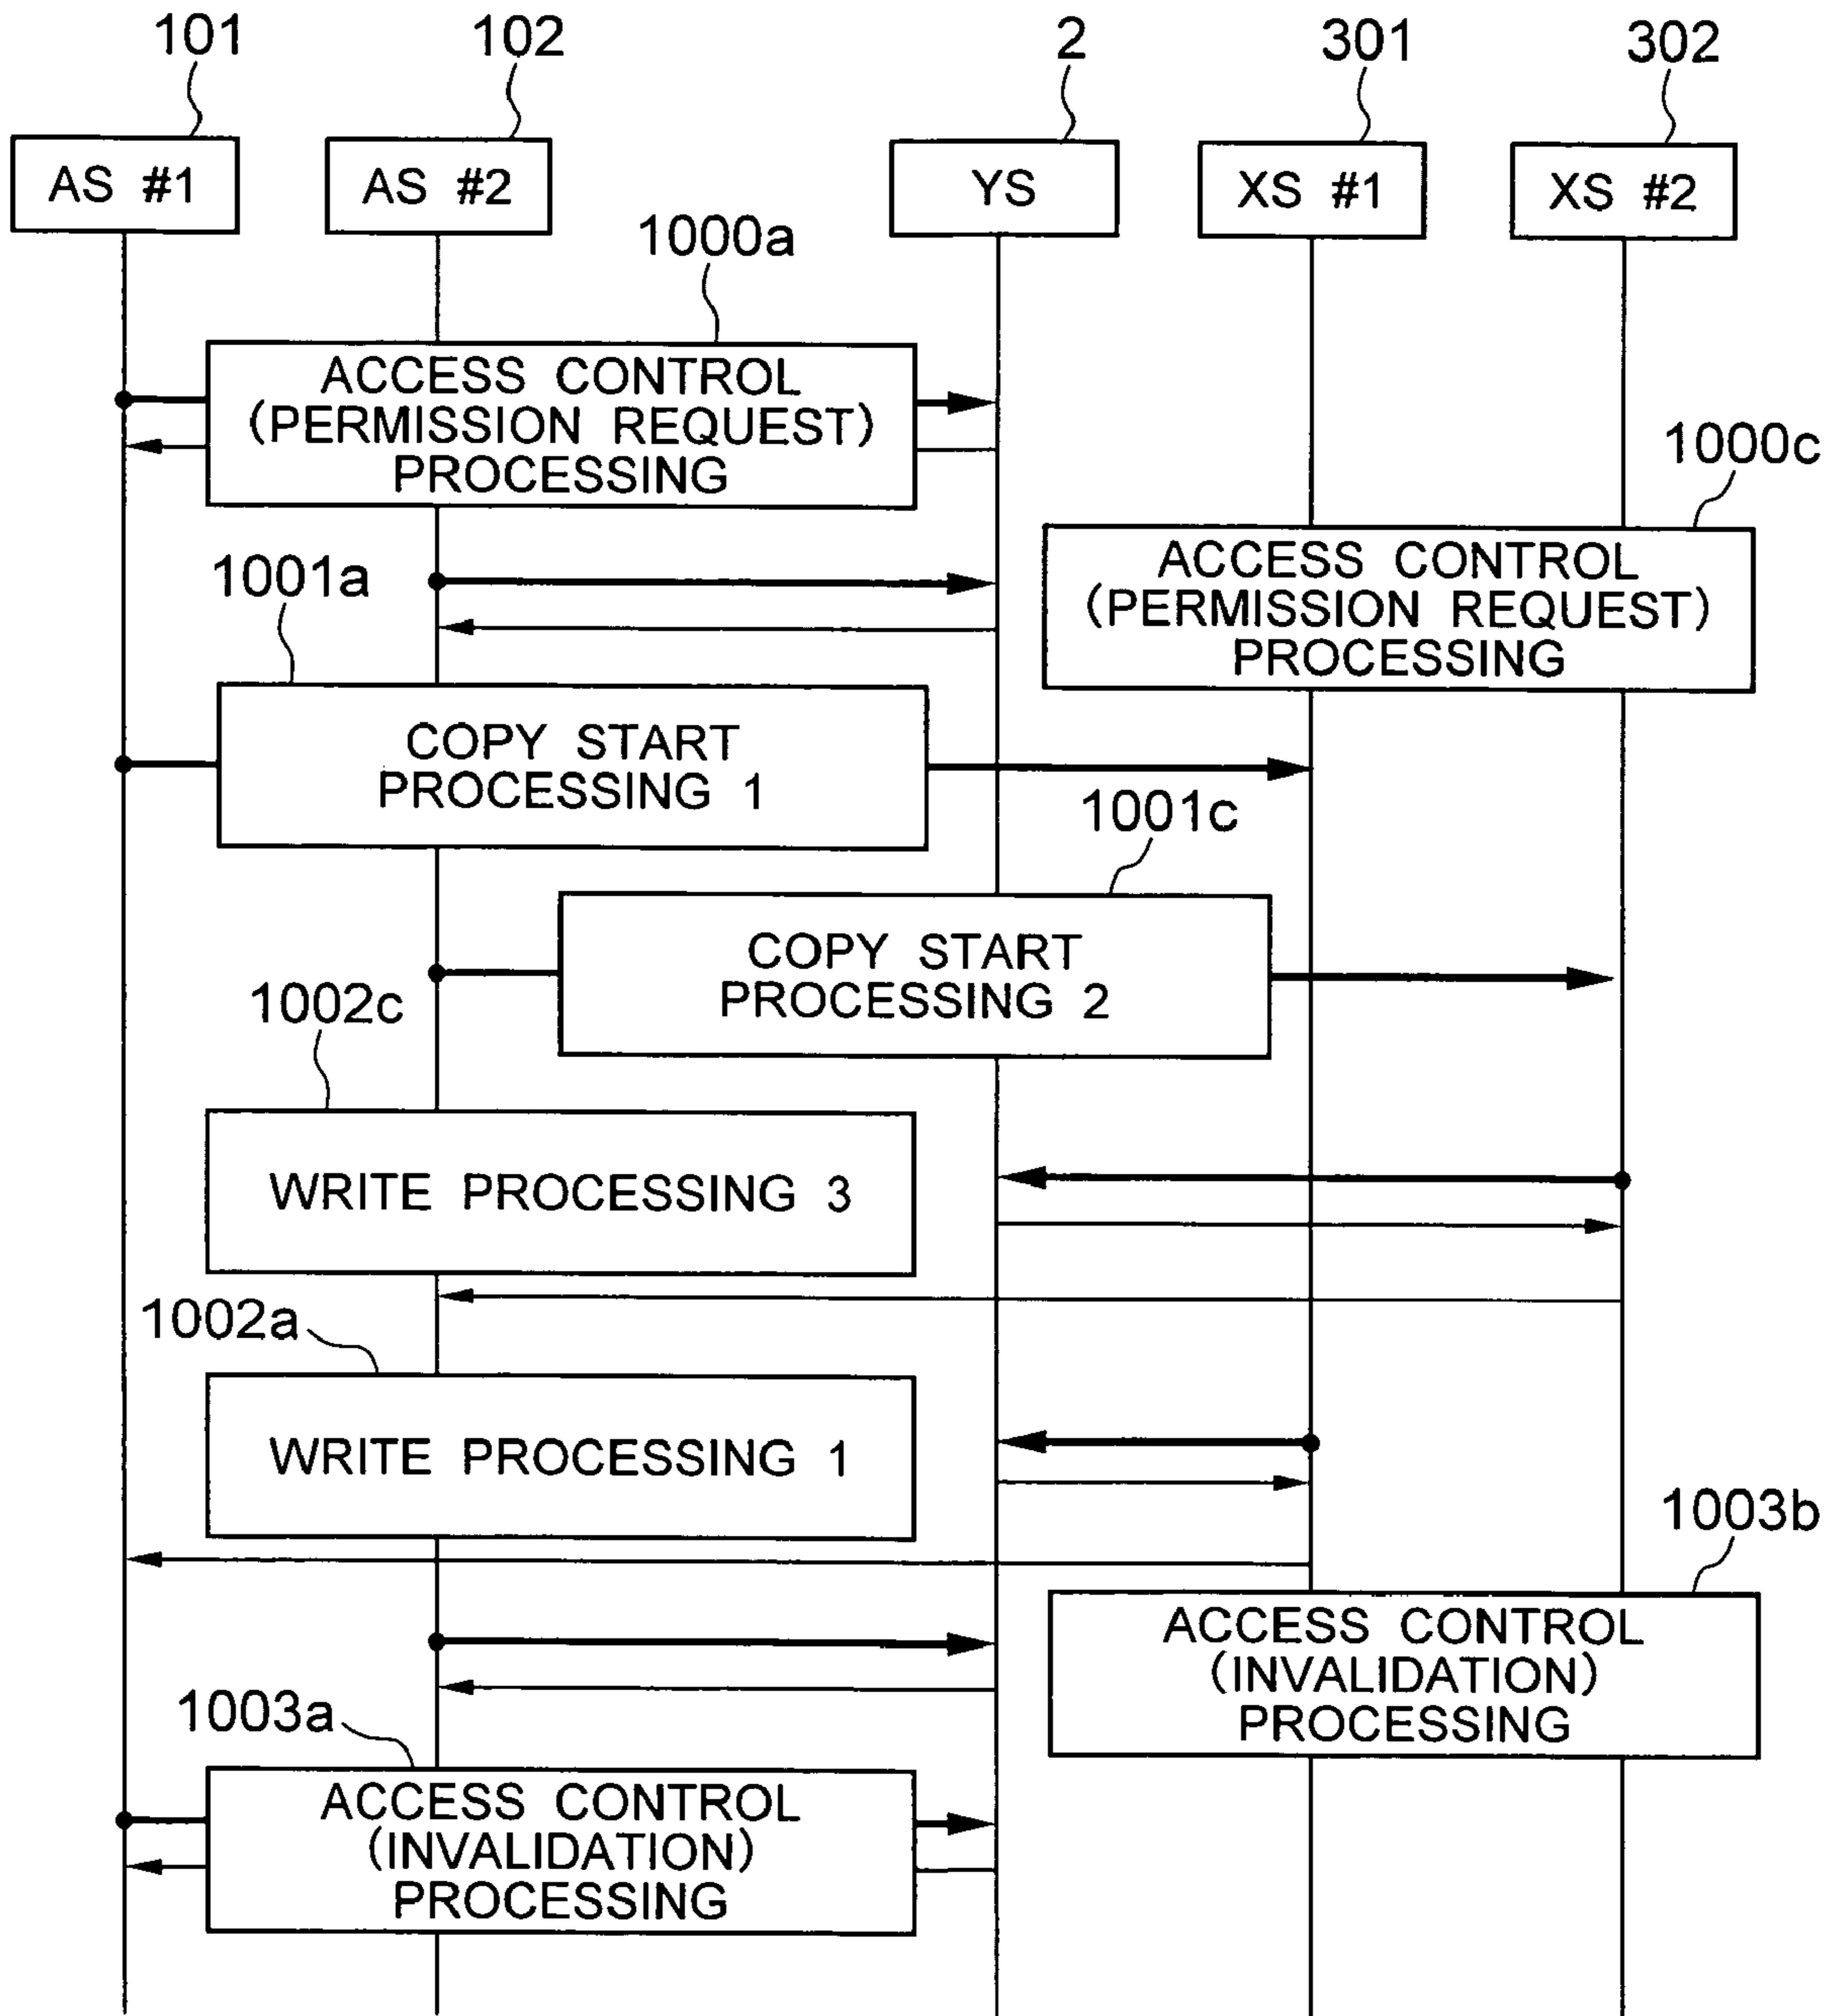 101
102
2
301
302
AS #1
AS #2
YS
XS #1
XS #2
1000a
ACCESS CONTROL
(PERMISSION REQUEST)
PROCESSING
1000c
ACCESS CONTROL
(PERMISSION REQUEST)
PROCESSING
1001a
COPY START
PROCESSING 1
1001c
COPY START
PROCESSING 2
1002c
WRITE PROCESSING 3
1002a
WRITE PROCESSING 1
1003b
ACCESS CONTROL
(INVALIDATION)
PROCESSING
1003a
ACCESS CONTROL
(INVALIDATION)
PROCESSING